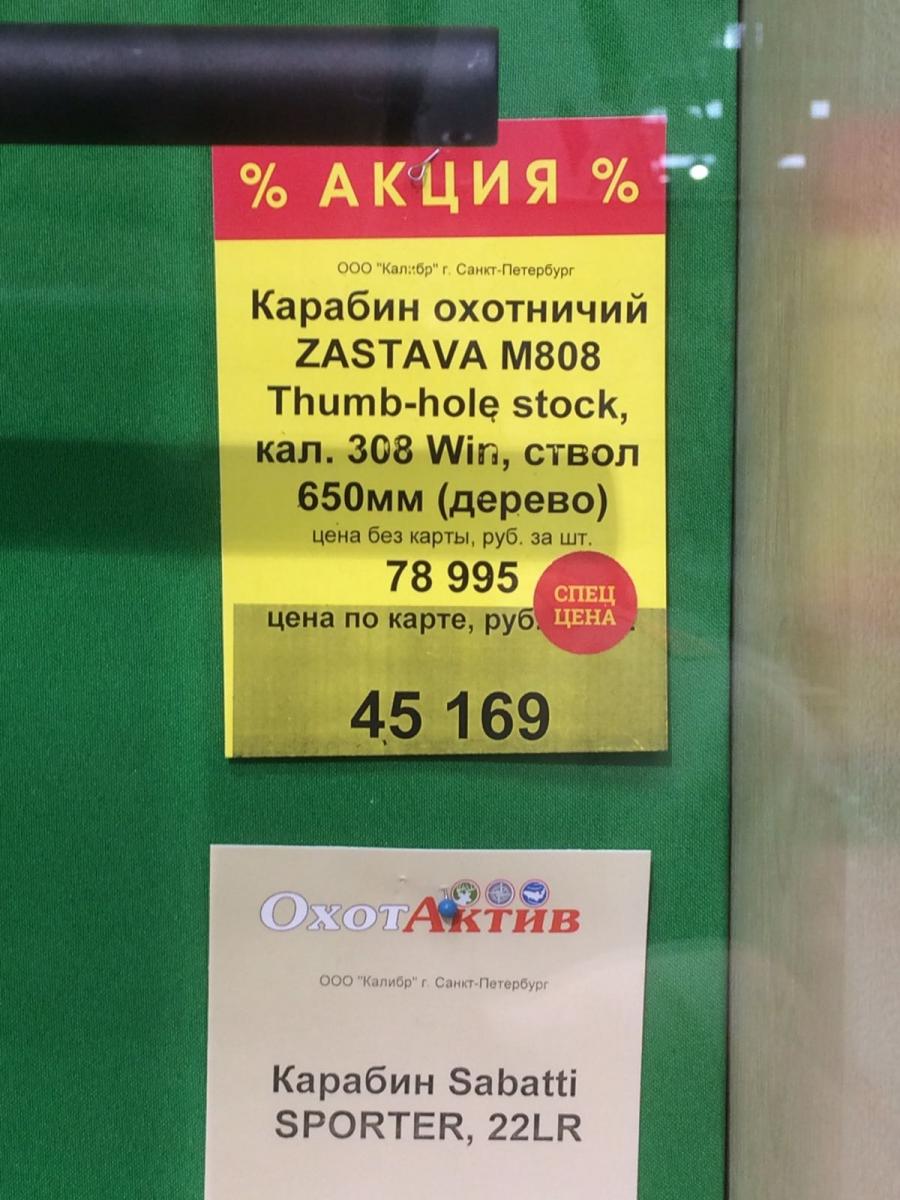 % АКЦИЯ %
ООО "Калибр" г. Санкт-Петербург
Карабин охотничий
ZASTAVA M808
Thumb-hole stock,
кал. 308 Win, ствол
650мм (дерево)
цена без карты, руб. за шт.
78 995
СПЕЦ
ЦЕНА
цена по карте, руб.
45 169
ОхотАктив
ООО "Калибр" г. Санкт-Петербург
Карабин Sabatti
SPORTER, 22LR